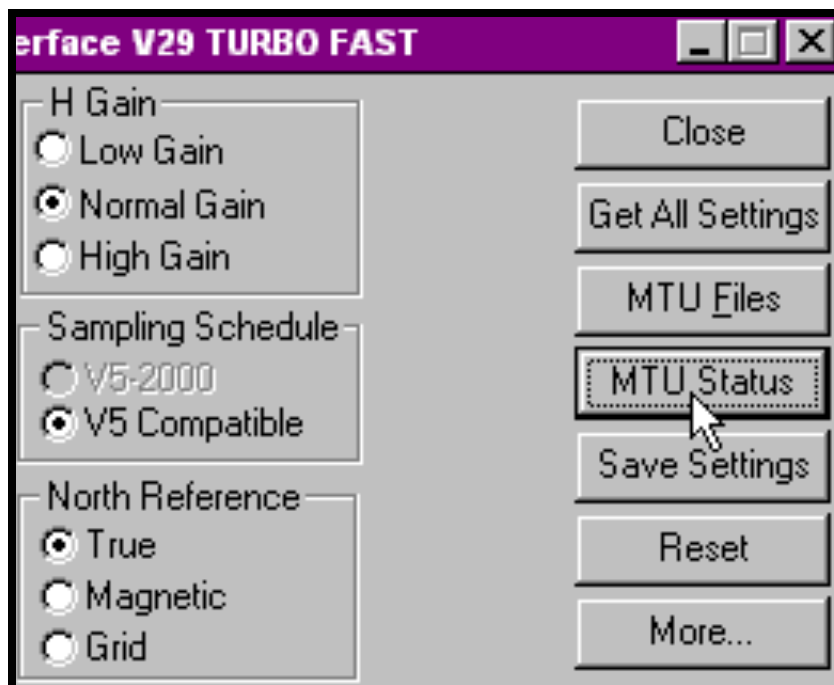 erface V29 TURBO FAST
H Gain
Low Gain
Normal Gain
High Gain
Sampling Schedule
V5-2000
V5 Compatible
North Reference
True
Magnetic
Grid
Close
Get All Settings
MTU Files
MTU Status
Save Settings
Reset
More...